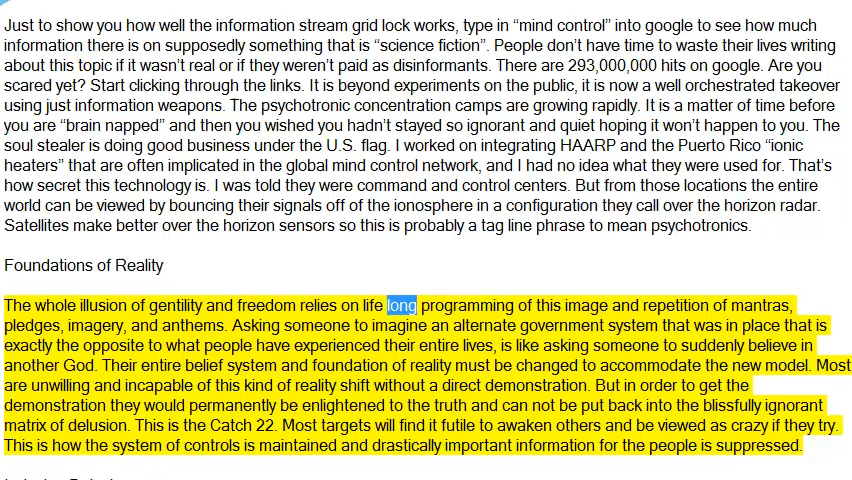 Just to show you how well the information stream grid lock works, type in “mind control” into google to see how much
information there is on supposedly something that is “science fiction”. People don’t have time to waste their lives writing
about this topic if it wasn’t real or if they weren’t paid as disinformants. There are 293,000,000 hits on google. Are you
scared yet? Start clicking through the links. It is beyond experiments on the public, it is now a well orchestrated takeover
using just information weapons. The psychotronic concentration camps are growing rapidly. It is a matter of time before
you are “brain napped” and then you wished you hadn’t stayed so ignorant and quiet hoping it won’t happen to you. The
soul stealer is doing good business under the U.S. flag. I worked on integrating HAARP and the Puerto Rico “ionic
heaters” that are often implicated in the global mind control network, and I had no idea what they were used for. That’s
how secret this technology is. I was told they were command and control centers. But from those locations the entire
world can be viewed by bouncing their signals off of the ionosphere in a configuration they call over the horizon radar.
Satellites make better over the horizon sensors so this is probably a tag line phrase to mean psychotronics.
Foundations of Reality
The whole illusion of gentility and freedom relies on life long programming of this image and repetition of mantras,
pledges, imagery, and anthems. Asking someone to imagine an alternate government system that was in place that is
exactly the opposite to what people have experienced their entire lives, is like asking someone to suddenly believe in
another God. Their entire belief system and foundation of reality must be changed to accommodate the new model. Most
are unwilling and incapable of this kind of reality shift without a direct demonstration. But in order to get the
demonstration they would permanently be enlightened to the truth and can not be put back into the blissfully ignorant
matrix of delusion. This is the Catch 22. Most targets will find it futile to awaken others and be viewed as crazy if they try.
This is how the system of controls is maintained and drastically important information for the people is suppressed.